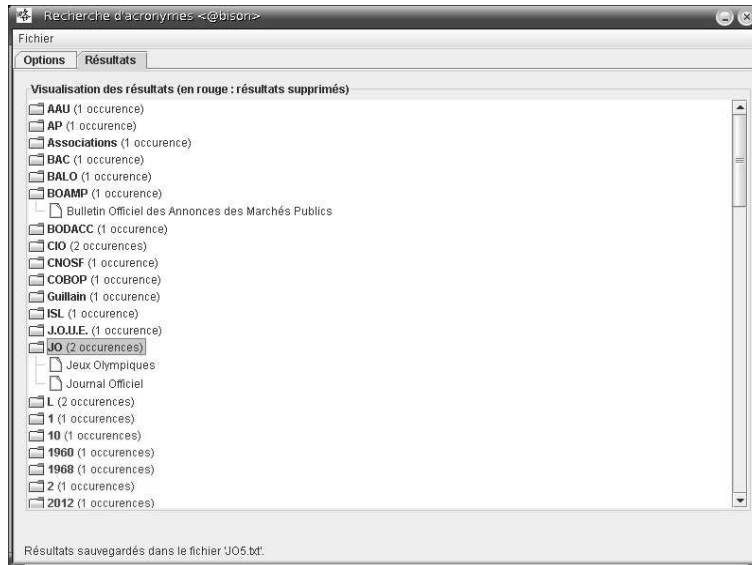 Recherche d'acronymes <@bison>
Fichier
Options Résultats
Visualisation des résultats (en rouge : résultats supprimés)
AAU (1 occurence)
AP (1 occurence)
Associations (1 occurence)
BAC (1 occurence)
BALO (1 occurence)
BOAMP (1 occurence)
Bulletin Officiel des Annonces des Marchés Publics
BODACC (1 occurence)
CIO (2 occurences)
CNOSF (1 occurence)
COBOP (1 occurence)
Guillain (1 occurence)
ISL (1 occurence)
J.O.U.E. (1 occurence)
JO (2 occurences)
Jeux Olympiques
Journal Officiel
L (2 occurences)
1 (1 occurences)
10 (1 occurences)
1960 (1 occurences)
1968 (1 occurences)
2 (1 occurences)
2012 (1 occurences)
Résultats sauvegardés dans le fichier 'JO5.txt'.